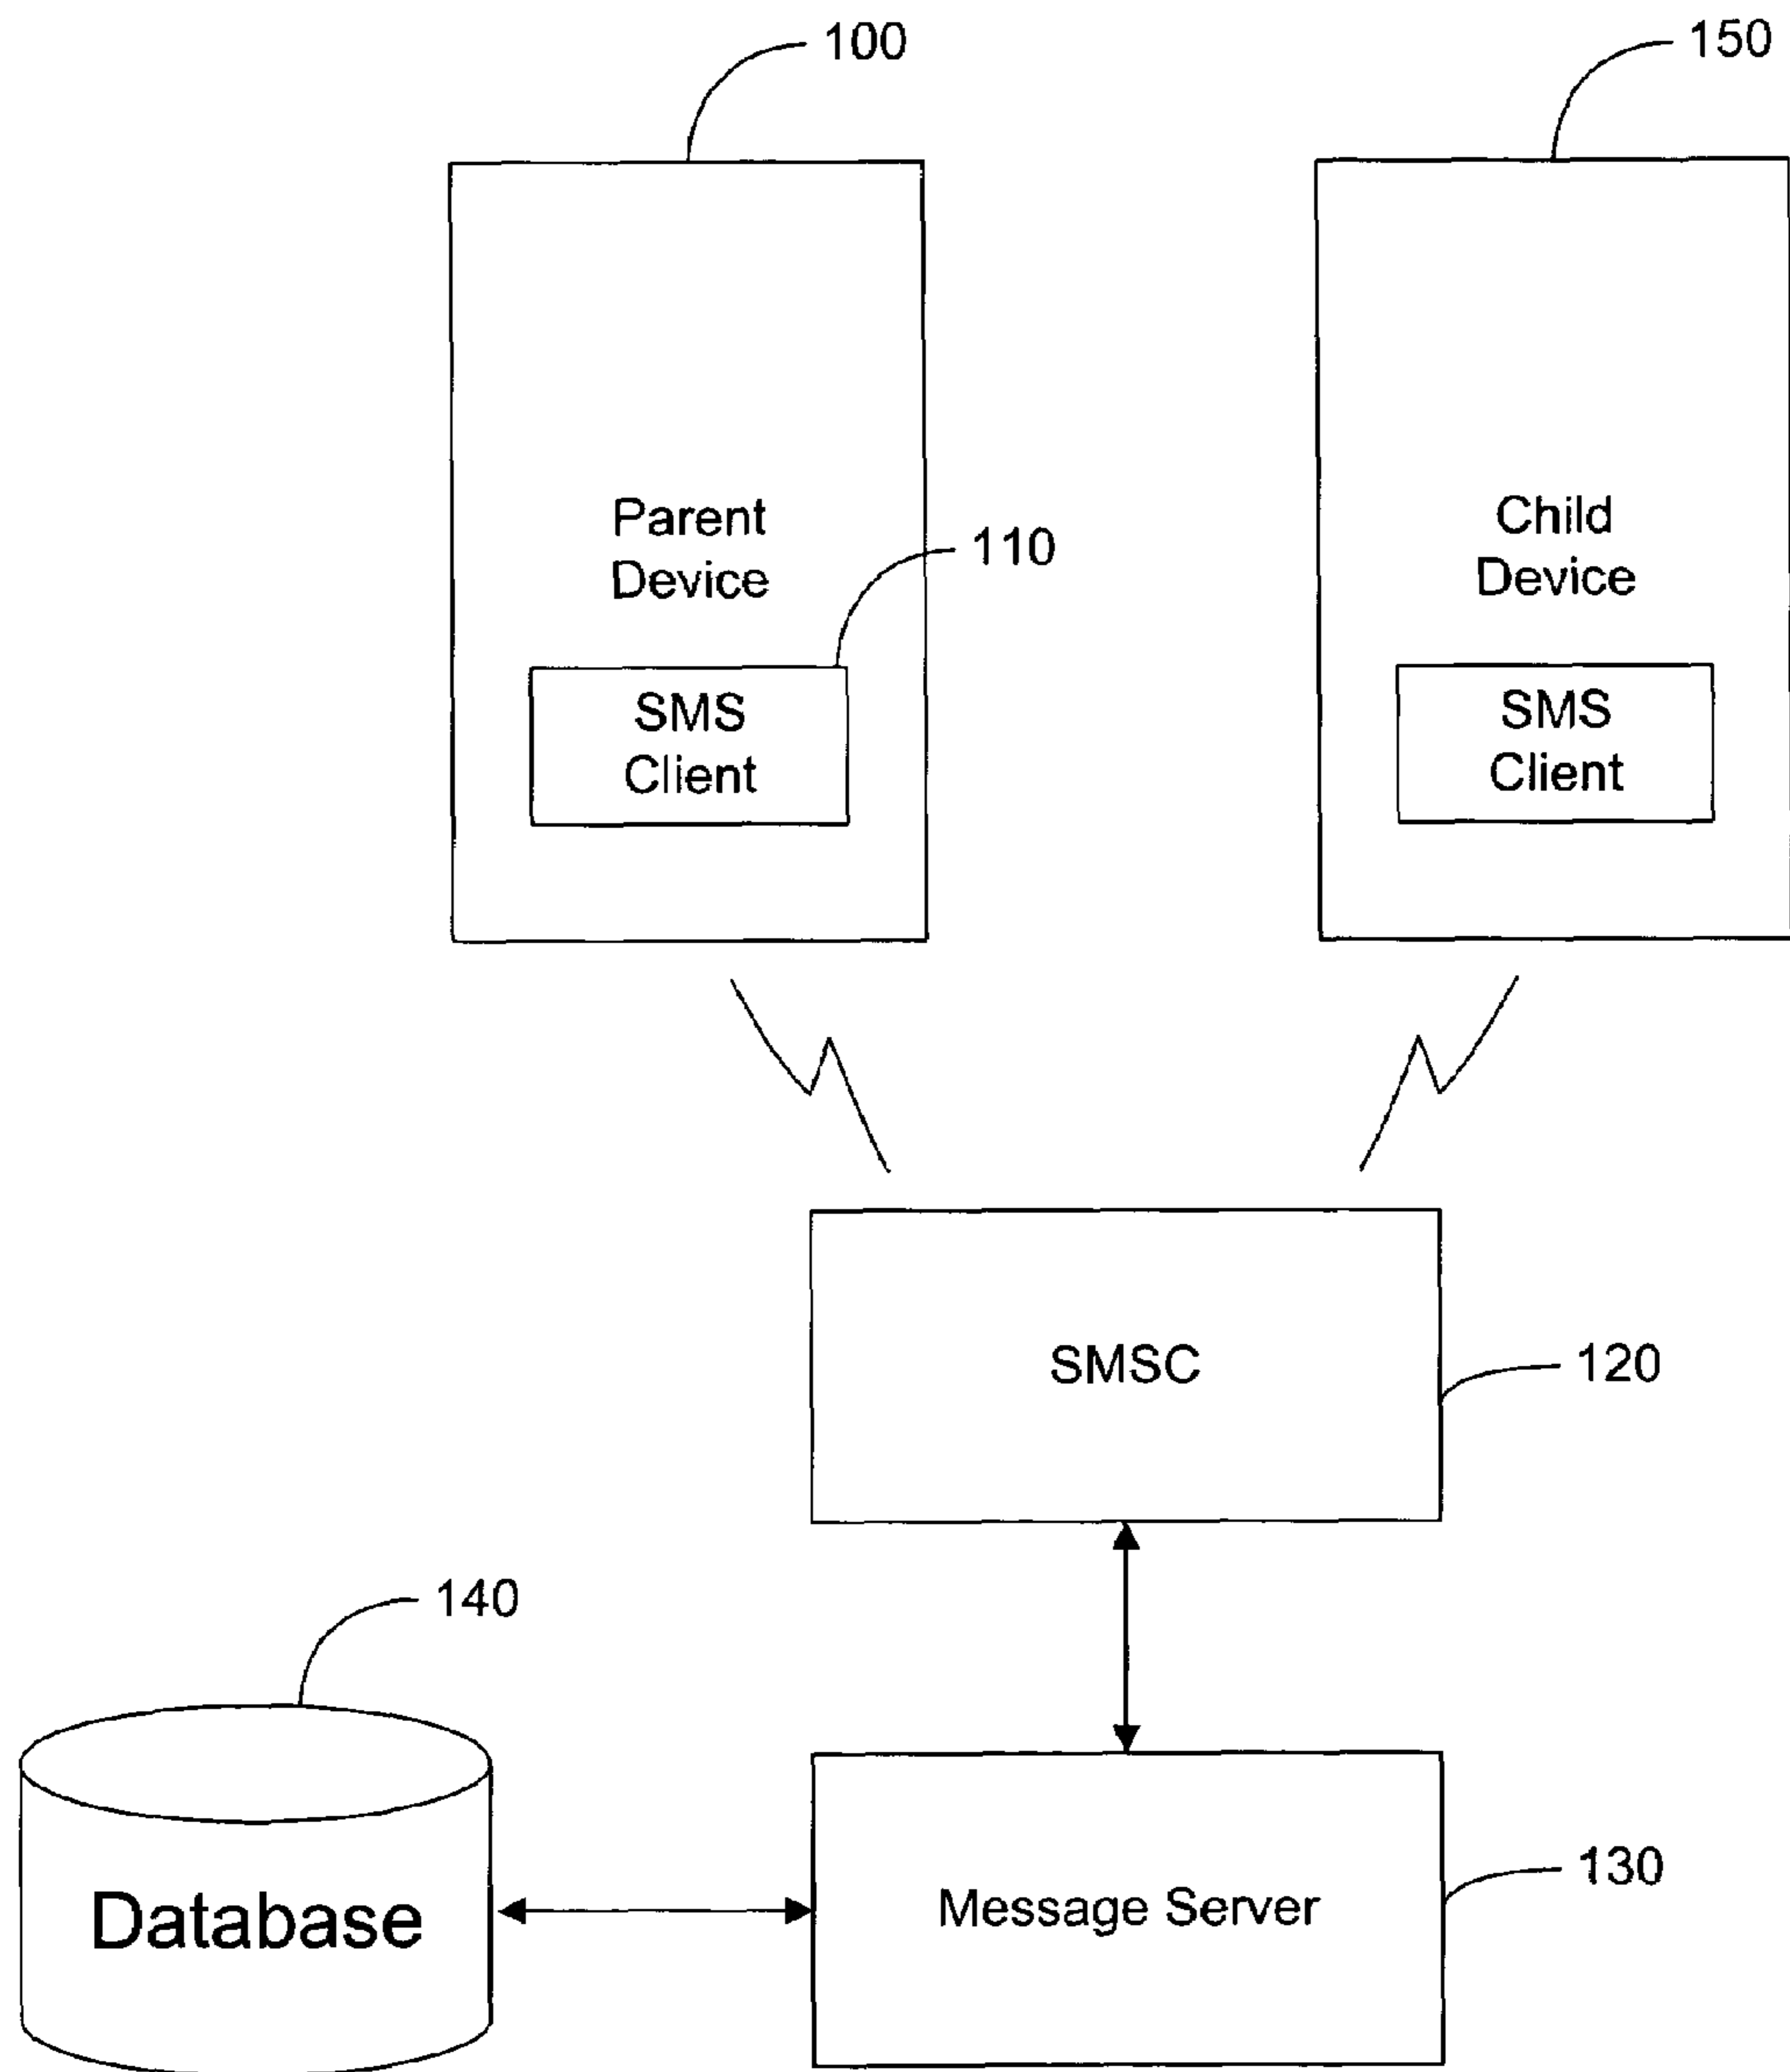 100
150
Parent
Device
110
SMS
Client
Child
Device
SMS
Client
SMSC
120
140
Database
Message Server
130